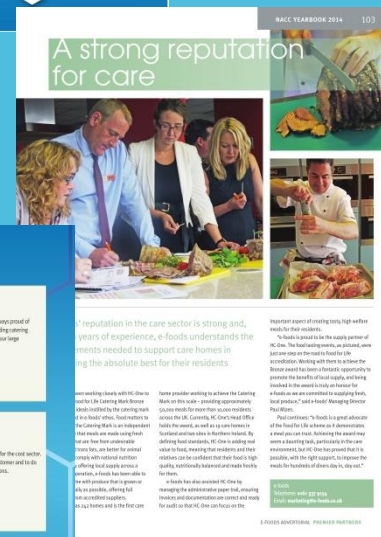 NACC YEARBOOK 2014 103
A strong reputation
for care
' reputation in the care sector is strong and,
years of experience, e-foods understands the
ements needed to support care homes in
ing the absolute best for their residents
een working closely with HC-One to
ood for Life Catering Mark Bronze
ideals instilled by the catering mark
d in e-foods' ethos. Food matters to
the Catering Mark is an independent
that meals are made using fresh
hat are free from undesirable
trans fats, are better for animal
comply with national nutrition
offering local supply across a
peration, e-foods has been able to
me with produce that is grown or
ally as possible, offering full
om accredited suppliers.
as 242 homes and is the first care
home provider working to achieve the Catering
Mark on this scale – providing approximately
50,000 meals for more than 10,000 residents
across the UK. Currently, HC-One's Head Office
holds the award, as well as 19 care homes in
Scotland and two sites in Northern Ireland. By
defining food standards, HC-One is adding real
value to food, meaning that residents and their
relatives can be confident that their food is high
quality, nutritionally balanced and made freshly
for them.
e-foods has also assisted HC-One by
managing the administrative paper trail, ensuring
invoices and documentation are correct and ready
for audit so that HC-One can focus on the
important aspect of creating tasty, high welfare
meals for their residents.
"e-foods is proud to be the supply partner of
HC-One. The food tasting events, as pictured, were
just one step on the road to Food for Life
accreditation. Working with them to achieve the
Bronze award has been a fantastic opportunity to
promote the benefits of local supply, and being
involved in the award is truly an honour for
e-foods as we are committed to supplying fresh,
local produce," said e-foods' Managing Director
Paul Mizen.
Paul continues: "e-foods is a great advocate
of the Food for Life scheme as it demonstrates
a meal you can trust. Achieving the award may
seem a daunting task, particularly in the care
environment, but HC-One has proved that it is
possible, with the right support, to improve the
meals for hundreds of diners day in, day out."
e-foods
Email: marketing@e-foods.co.uk
E-FOODS ADVERTORIAL PREMIER PARTNERS
ways proud of
ding catering
our large
for the cost sector.
stomer and to do
ons.